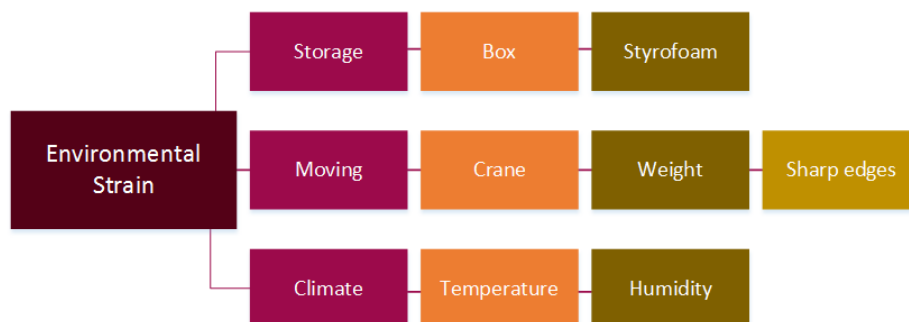 Storage
Box
Styrofoam
Environmental
Strain
Moving
Crane
Weight
Sharp edges
Climate
Temperature
Humidity